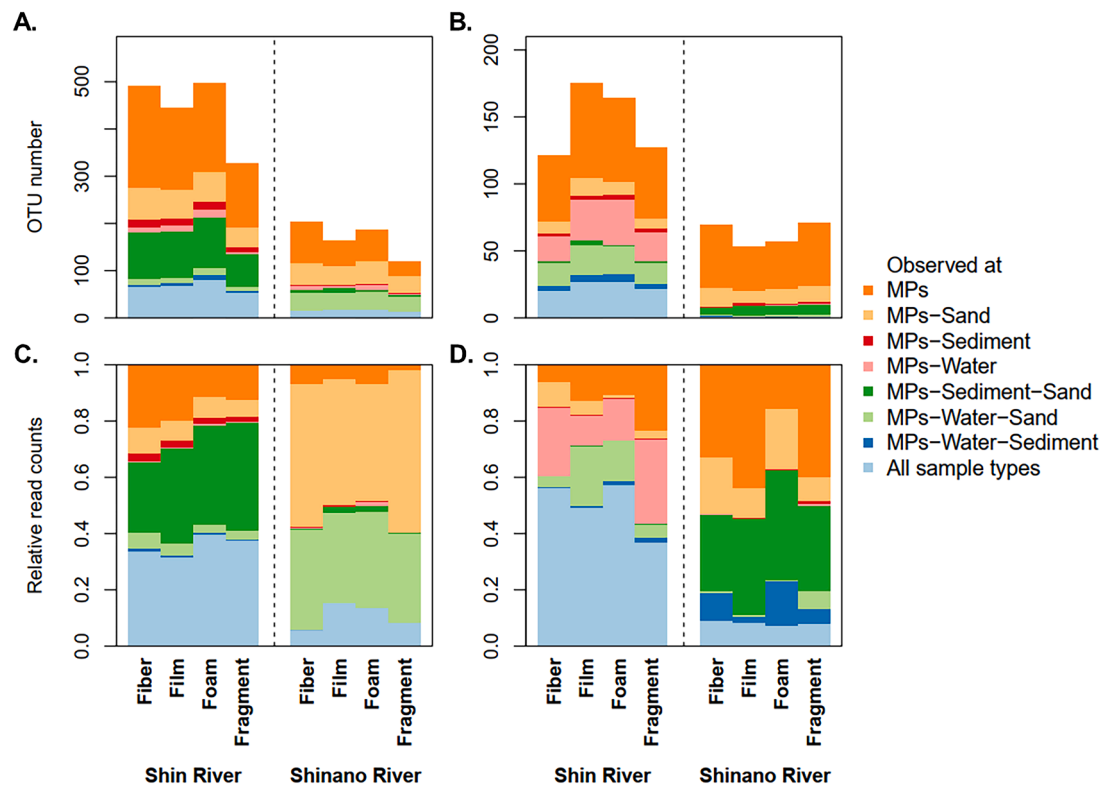 A.
B.
OTU number
0
100
300
500
0
50
100
150
200
C.
D.
Relative read counts
0.0
0.2
0.4
0.6
0.8
1.0
0.0
0.2
0.4
0.6
0.8
1.0
Fiber
Film
Foam
Fragment
Fiber
Film
Foam
Fragment
Fiber
Film
Foam
Fragment
Fiber
Film
Foam
Fragment
Shin River
Shinano River
Shin River
Shinano River
Observed at
MPs
MPs−Sand
MPs−Sediment
MPs−Water
MPs−Sediment−Sand
MPs−Water−Sand
MPs−Water−Sediment
All sample types